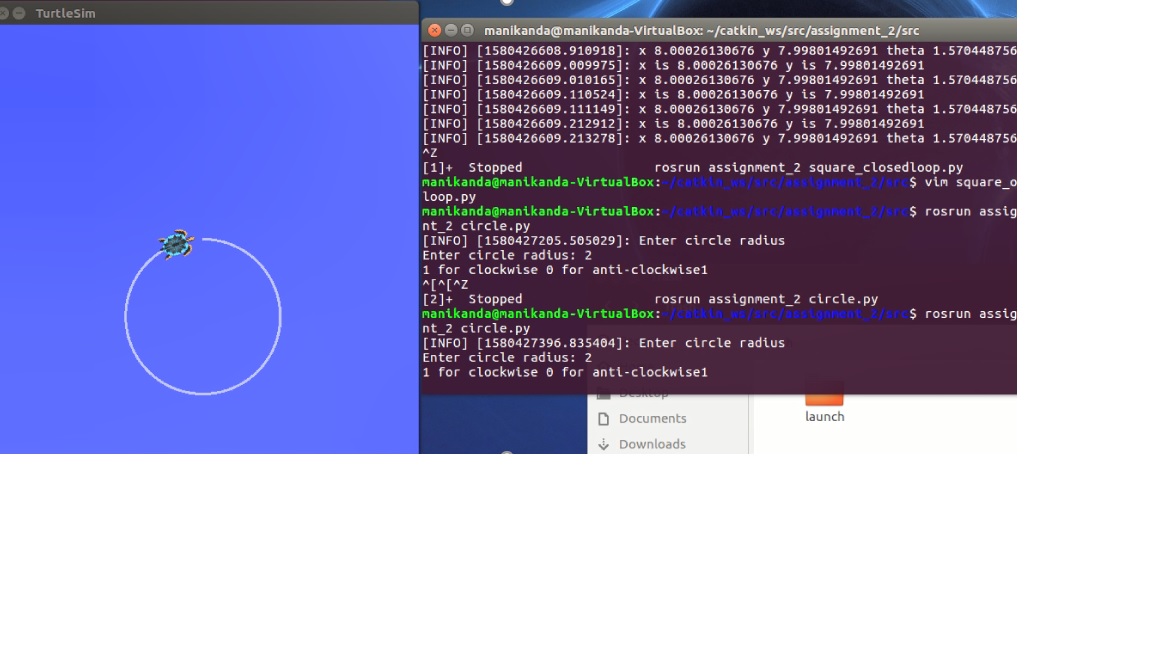 TurtleSim
manikanda@manikanda-VirtualBox: ~/catkin_ws/src/assignment_2/src
[INFO] [1580426608.910918]: x 8.00026130676 y 7.99801492691 theta 1.570448756
[INFO] [1580426609.009975]: x is 8.00026130676 y is 7.99801492691
[INFO] [1580426609.010165]: x 8.00026130676 y 7.99801492691 theta 1.570448756
[INFO] [1580426609.110524]: x is 8.00026130676 y is 7.99801492691
[INFO] [1580426609.111149]: x 8.00026130676 y 7.99801492691 theta 1.570448756
[INFO] [1580426609.212912]: x is 8.00026130676 y is 7.99801492691
[INFO] [1580426609.213278]: x 8.00026130676 y 7.99801492691 theta 1.570448756
^Z
[1]+  Stopped                 rosrun assignment_2 square_closedloop.py
manikanda@manikanda-VirtualBox:~/catkin_ws/src/assignment_2/src$ vim square_o
loop.py
manikanda@manikanda-VirtualBox:~/catkin_ws/src/assignment_2/src$ rosrun assig
nt_2 circle.py
[INFO] [1580427205.505029]: Enter circle radius
Enter circle radius: 2
1 for clockwise 0 for anti-clockwise1
^[^[^Z
[2]+  Stopped                 rosrun assignment_2 circle.py
manikanda@manikanda-VirtualBox:~/catkin_ws/src/assignment_2/src$ rosrun assig
nt_2 circle.py
[INFO] [1580427396.835404]: Enter circle radius
Enter circle radius: 2
1 for clockwise 0 for anti-clockwise1
Desktop
Documents
Downloads
launch